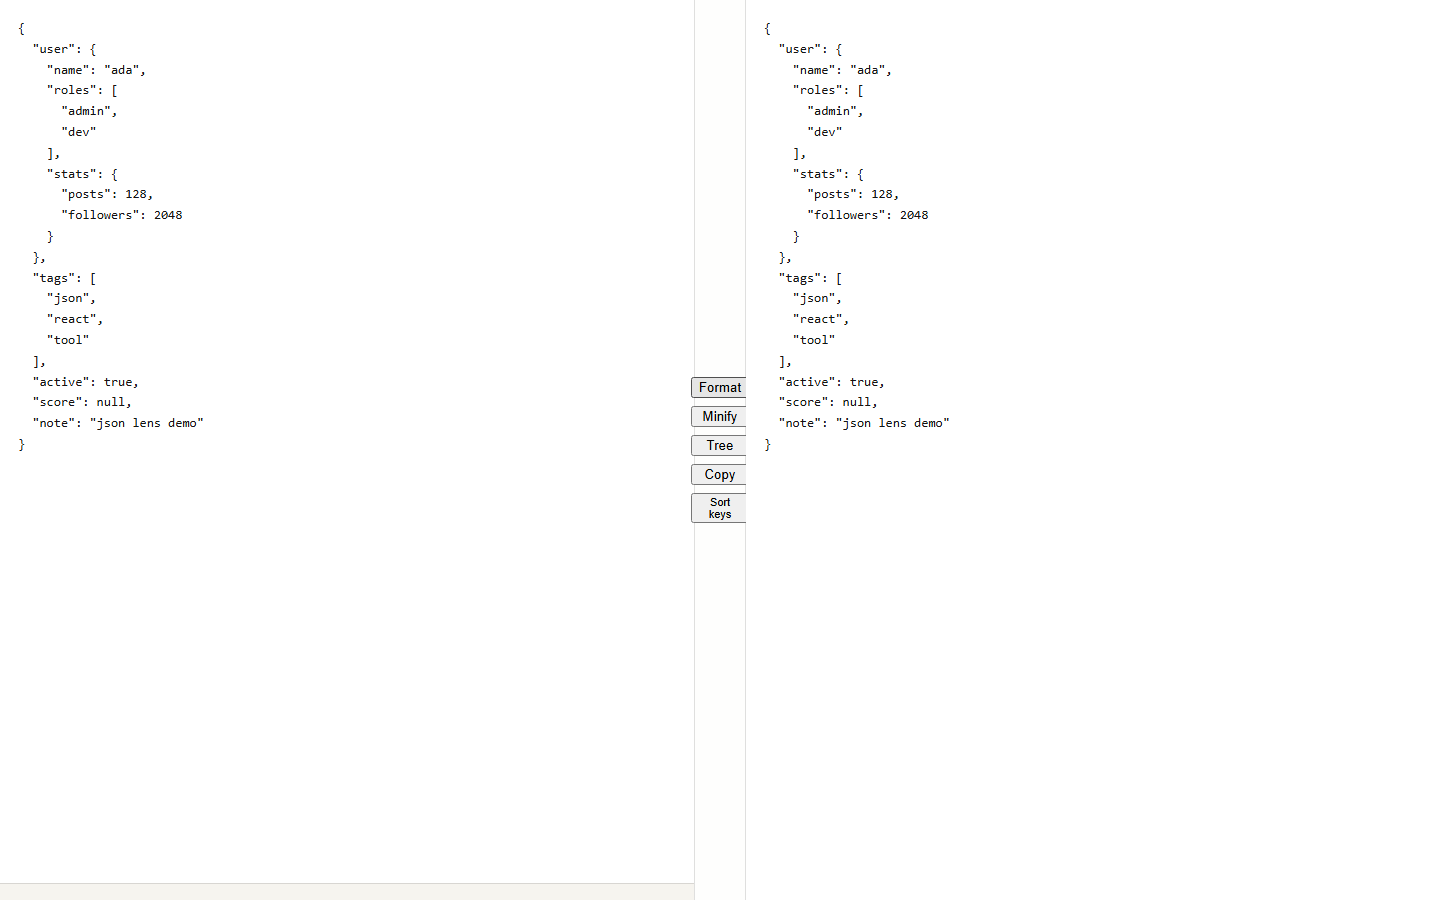 {
  "user": {
    "name": "ada",
    "roles": [
      "admin",
      "dev"
    ],
    "stats": {
      "posts": 128,
      "followers": 2048
    }
  },
  "tags": [
    "json",
    "react",
    "tool"
  ],
  "active": true,
  "score": null,
  "note": "json lens demo"
}
Format
Minify
Tree
Copy
Sort
keys
{
  "user": {
    "name": "ada",
    "roles": [
      "admin",
      "dev"
    ],
    "stats": {
      "posts": 128,
      "followers": 2048
    }
  },
  "tags": [
    "json",
    "react",
    "tool"
  ],
  "active": true,
  "score": null,
  "note": "json lens demo"
}